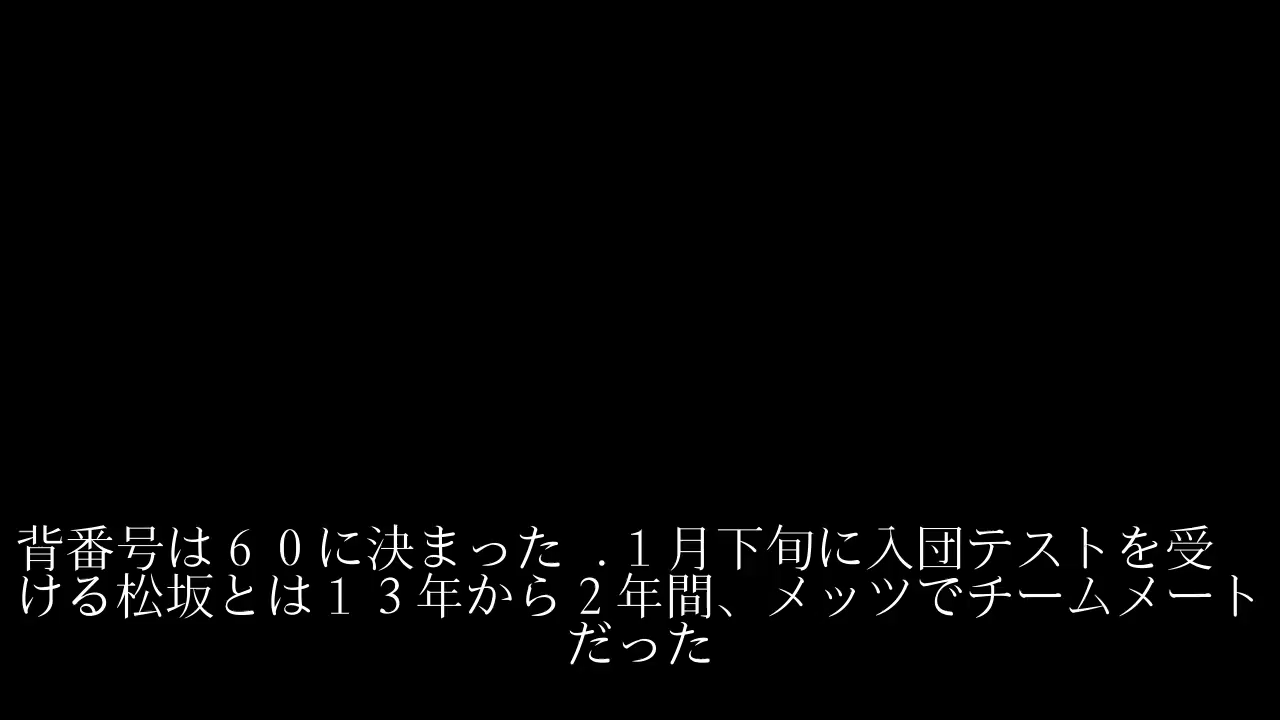 背番号は６０に決まった ．１月下旬に入団テストを受
ける松坂とは１３年から２年間、メッツでチームメート
だった